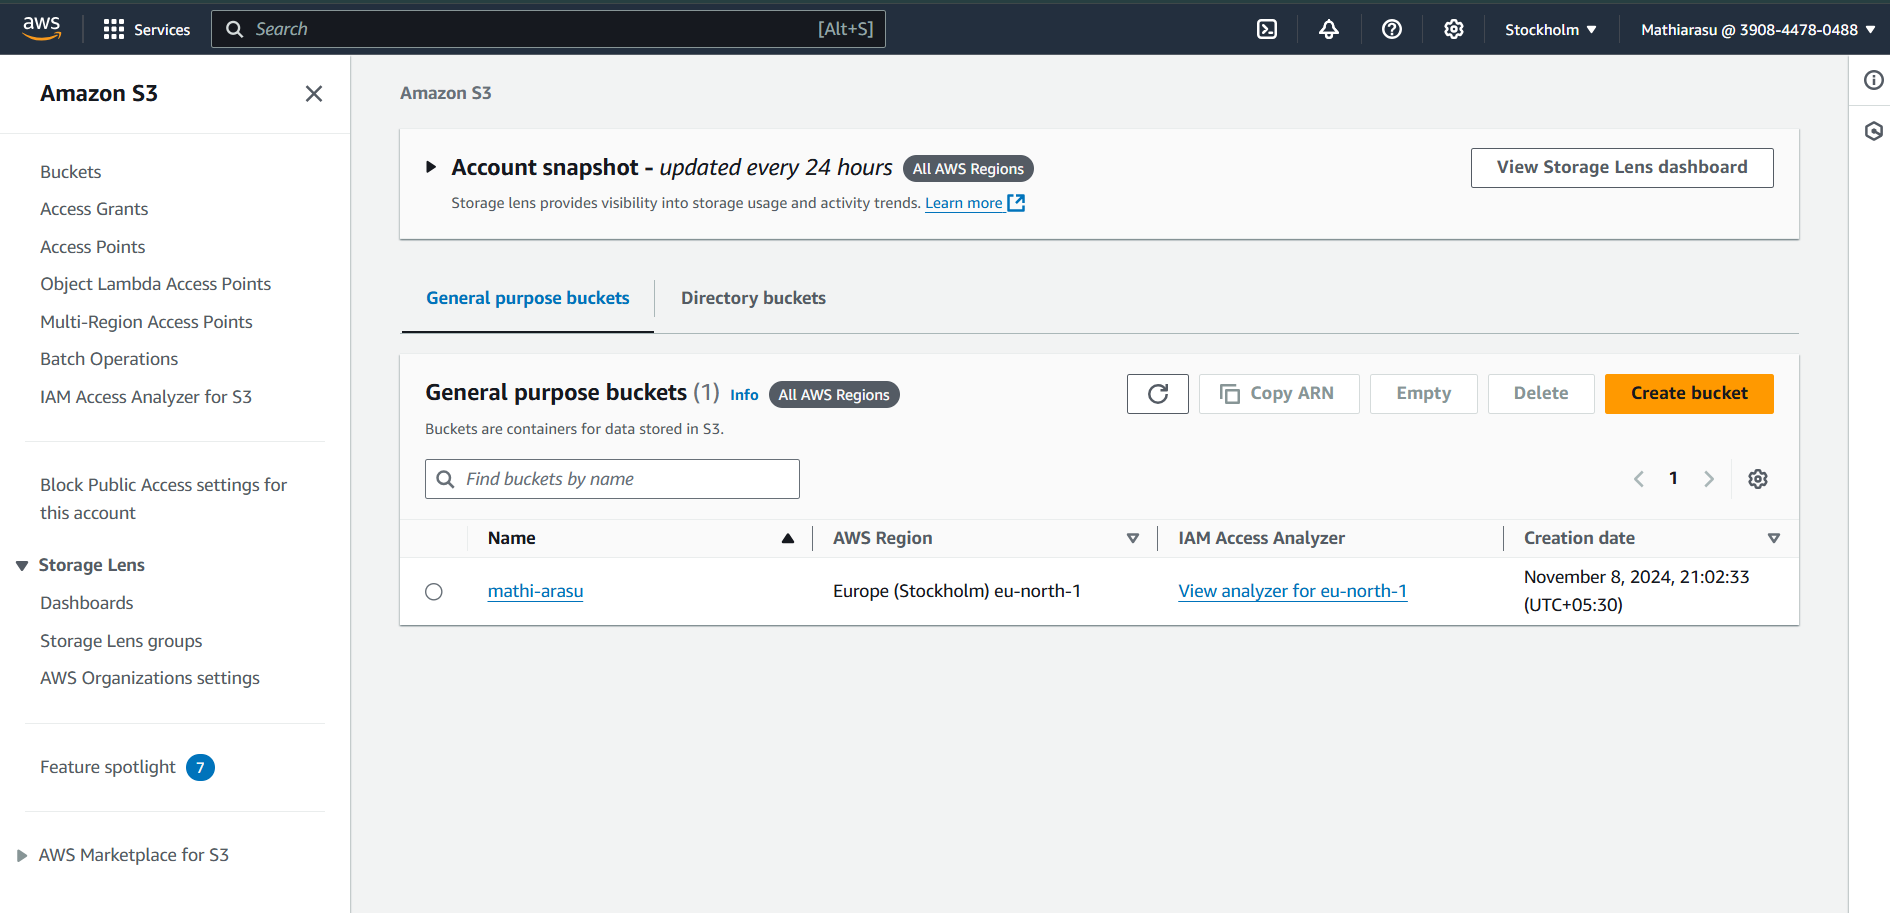 aws
Services
Search [Alt+S]
Stockholm
Mathiarasu @ 3908-4478-0488
Amazon S3
Buckets
Access Grants
Access Points
Object Lambda Access Points
Multi-Region Access Points
Batch Operations
IAM Access Analyzer for S3
Block Public Access settings for
this account
Storage Lens
Dashboards
Storage Lens groups
AWS Organizations settings
Feature spotlight 7
AWS Marketplace for S3
Amazon S3
Account snapshot - updated every 24 hours All AWS Regions
View Storage Lens dashboard
Storage lens provides visibility into storage usage and activity trends. Learn more
General purpose buckets
Directory buckets
General purpose buckets (1) Info All AWS Regions
Copy ARN
Empty
Delete
Create bucket
Buckets are containers for data stored in S3.
Find buckets by name
1
Name AWS Region IAM Access Analyzer Creation date
mathi-arasu Europe (Stockholm) eu-north-1 View analyzer for eu-north-1 November 8, 2024, 21:02:33
(UTC+05:30)